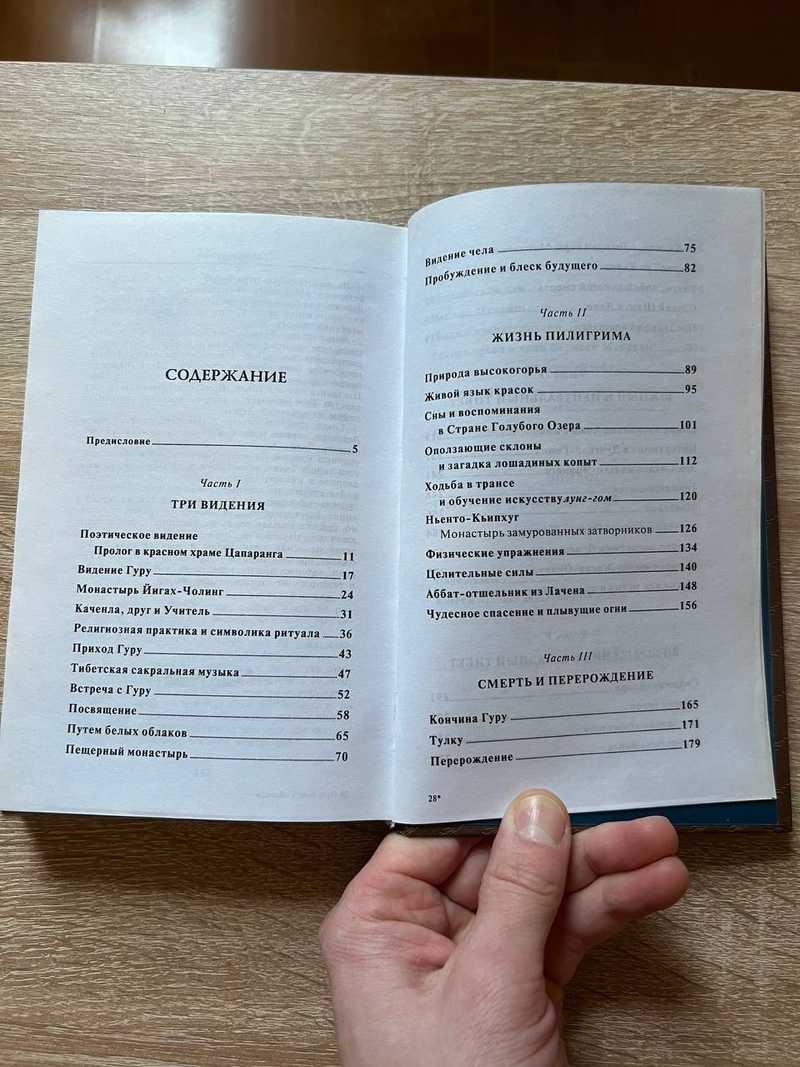 СОДЕРЖАНИЕ
Предисловие 5
Часть I
ТРИ ВИДЕНИЯ
Поэтическое видение
Пролог в красном храме Цапаранга 11
Видение Гуру 17
Монастырь Йигах-Чолинг 24
Каченла, друг и Учитель 31
Религиозная практика и символика ритуала 36
Приход Гуру 43
Тибетская сакральная музыка 47
Встреча с Гуру 52
Посвящение 58
Путем белых облаков 65
Пещерный монастырь 70
Видение чела 75
Пробуждение и блеск будущего 82
Часть II
ЖИЗНЬ ПИЛИГРИМА
Природа высокогорья 89
Живой язык красок 95
Сны и воспоминания
в Стране Голубого Озера 101
Оползающие склоны
и загадка лошадиных копыт 112
Ходьба в трансе
и обучение искусству лунг-гом 120
Ньенто-Кьипхуг
Монастырь замурованных затворников 126
Физические упражнения 134
Целительные силы 140
Аббат-отшельник из Лачена 148
Чудесное спасение и плывущие огни 156
Часть III
СМЕРТЬ И ПЕРЕРОЖДЕНИЕ
Кончина Гуру 165
Тулку 171
Перерождение 179
28*